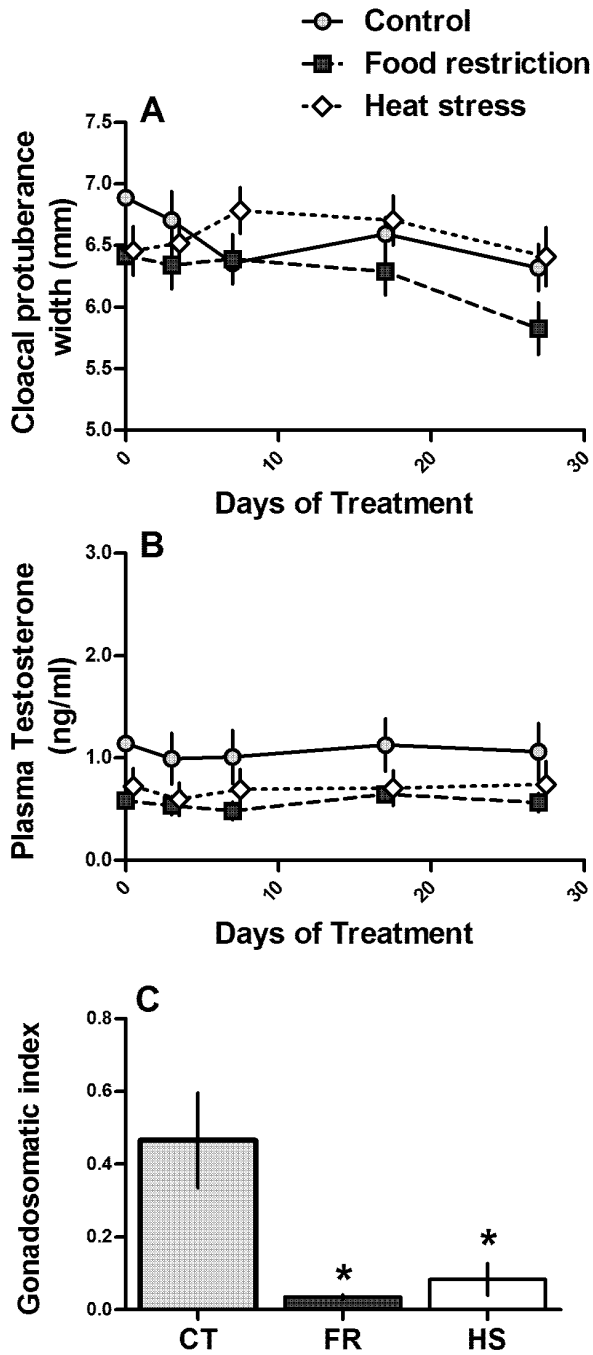 Control
Food restriction
Heat stress
A
7.5
7.0
6.5
6.0
5.5
5.0
Cloacal protuberance
width (mm)
0
10
20
30
Days of Treatment
B
3.0
2.0
1.0
0.0
Plasma Testosterone
(ng/ml)
0
10
20
30
Days of Treatment
C
0.8
0.6
0.4
0.2
0.0
Gonadosomatic index
*
*
CT FR HS